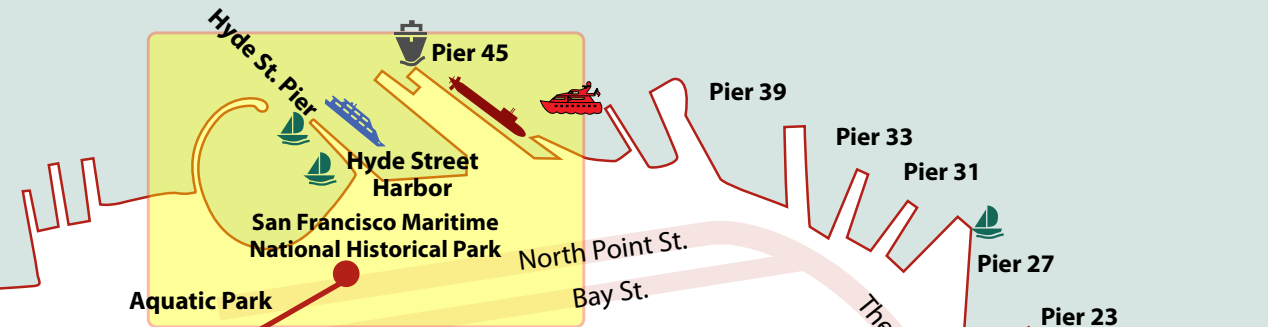 Hyde St. Pier
Pier 45
Pier 39
Pier 33
Pier 31
Hyde Street
Harbor
San Francisco Maritime
National Historical Park
North Point St.
Pier 27
Aquatic Park
Bay St.
The
Pier 23